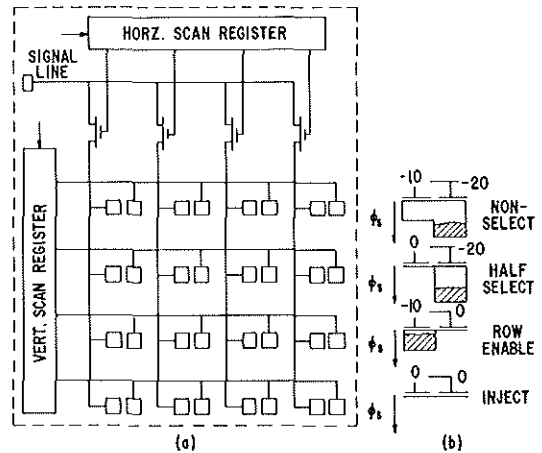 HORZ. SCAN REGISTER
SIGNAL
LINE
VERT. SCAN REGISTER
-10
-20
ϕs
NON-
SELECT
0
-20
ϕs
HALF
SELECT
-10
0
ϕs
ROW
ENABLE
0
0
ϕs
INJECT
(a)
(b)